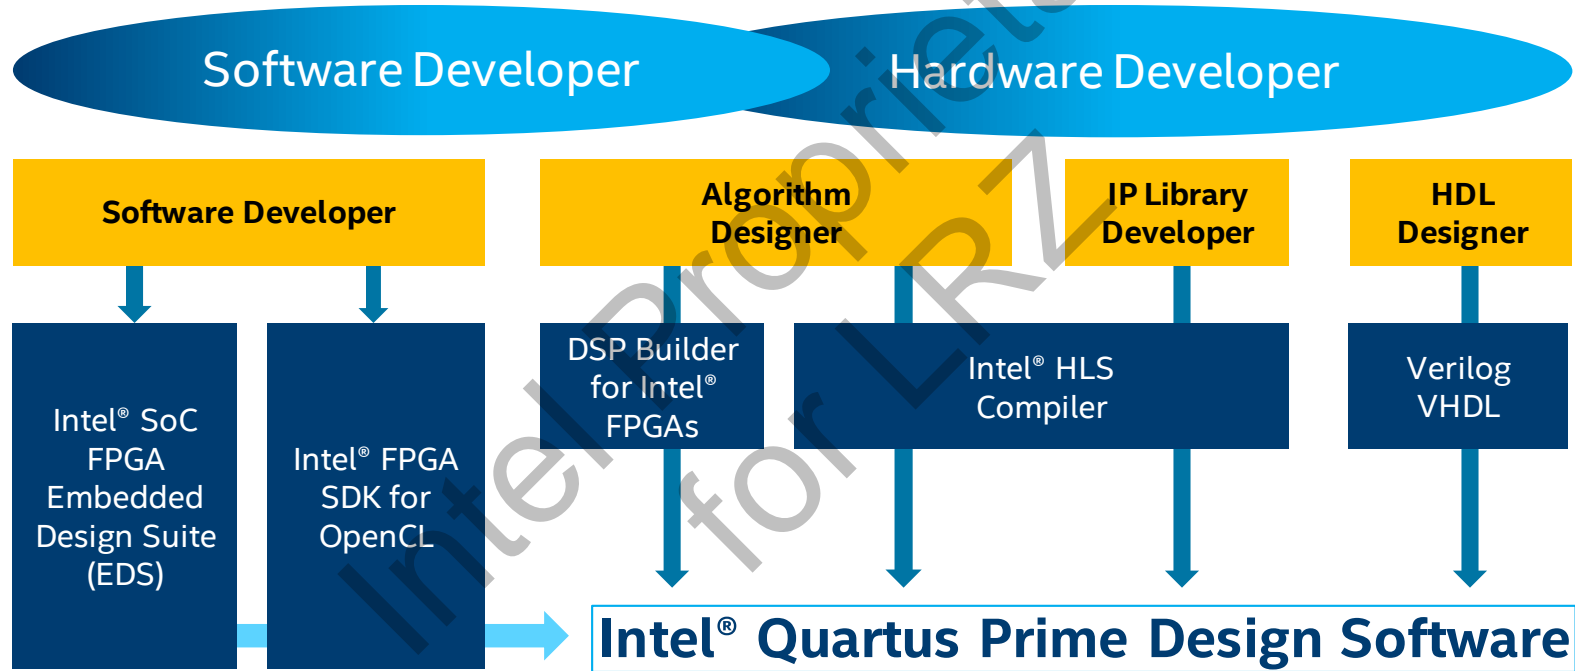 Software Developer
Hardware Developer
Software Developer
Algorithm
Designer
IP Library
Developer
HDL
Designer
Intel® SoC
FPGA
Embedded
Design Suite
(EDS)
Intel® FPGA
SDK for
OpenCL
DSP Builder
for Intel®
FPGAs
Intel® HLS
Compiler
Verilog
VHDL
Intel® Quartus Prime Design Software
for LRZ